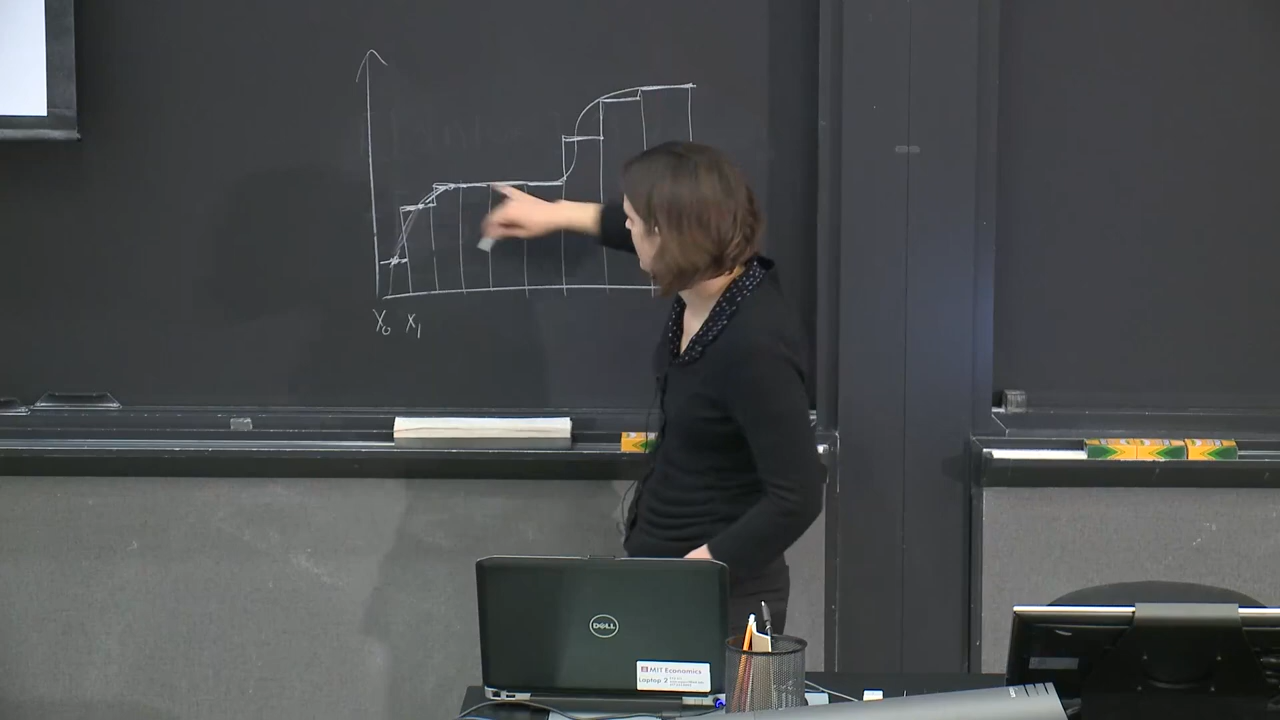 X₀ X₁
DELL
MIT Economics
Laptop 2